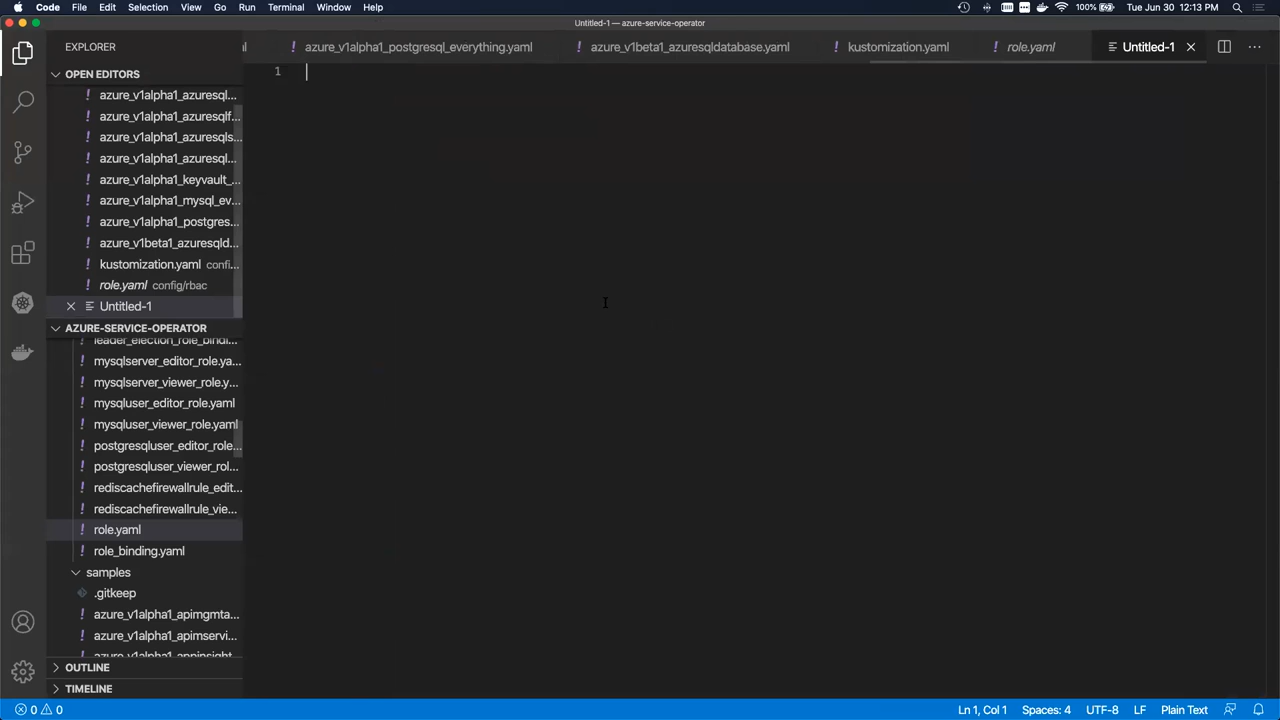 Code File Edit Selection View Go Run Terminal Window Help 100% Tue Jun 30 12:13 PM
Untitled-1 — azure-service-operator
EXPLORER
azure_v1alpha1_postgresql_everything.yaml azure_v1beta1_azuresqldatabase.yaml kustomization.yaml role.yaml Untitled-1
OPEN EDITORS
1
azure_v1alpha1_azuresql...
azure_v1alpha1_azuresqlf...
azure_v1alpha1_azuresqls...
azure_v1alpha1_azuresql...
azure_v1alpha1_keyvault_...
azure_v1alpha1_mysql_ev...
azure_v1alpha1_postgres...
azure_v1beta1_azuresqld...
kustomization.yaml confi...
role.yaml config/rbac
Untitled-1
AZURE-SERVICE-OPERATOR
leader_election_role_bindi...
mysqlserver_editor_role.ya...
mysqlserver_viewer_role.y...
mysqluser_editor_role.yaml
mysqluser_viewer_role.yaml
postgresqluser_editor_role...
postgresqluser_viewer_rol...
rediscachefirewallrule_edit...
rediscachefirewallrule_vie...
role.yaml
role_binding.yaml
samples
.gitkeep
azure_v1alpha1_apimgmta...
azure_v1alpha1_apimservi...
azure_v1alpha1_appinsight...
OUTLINE
TIMELINE
0 0 Ln 1, Col 1 Spaces: 4 UTF-8 LF Plain Text